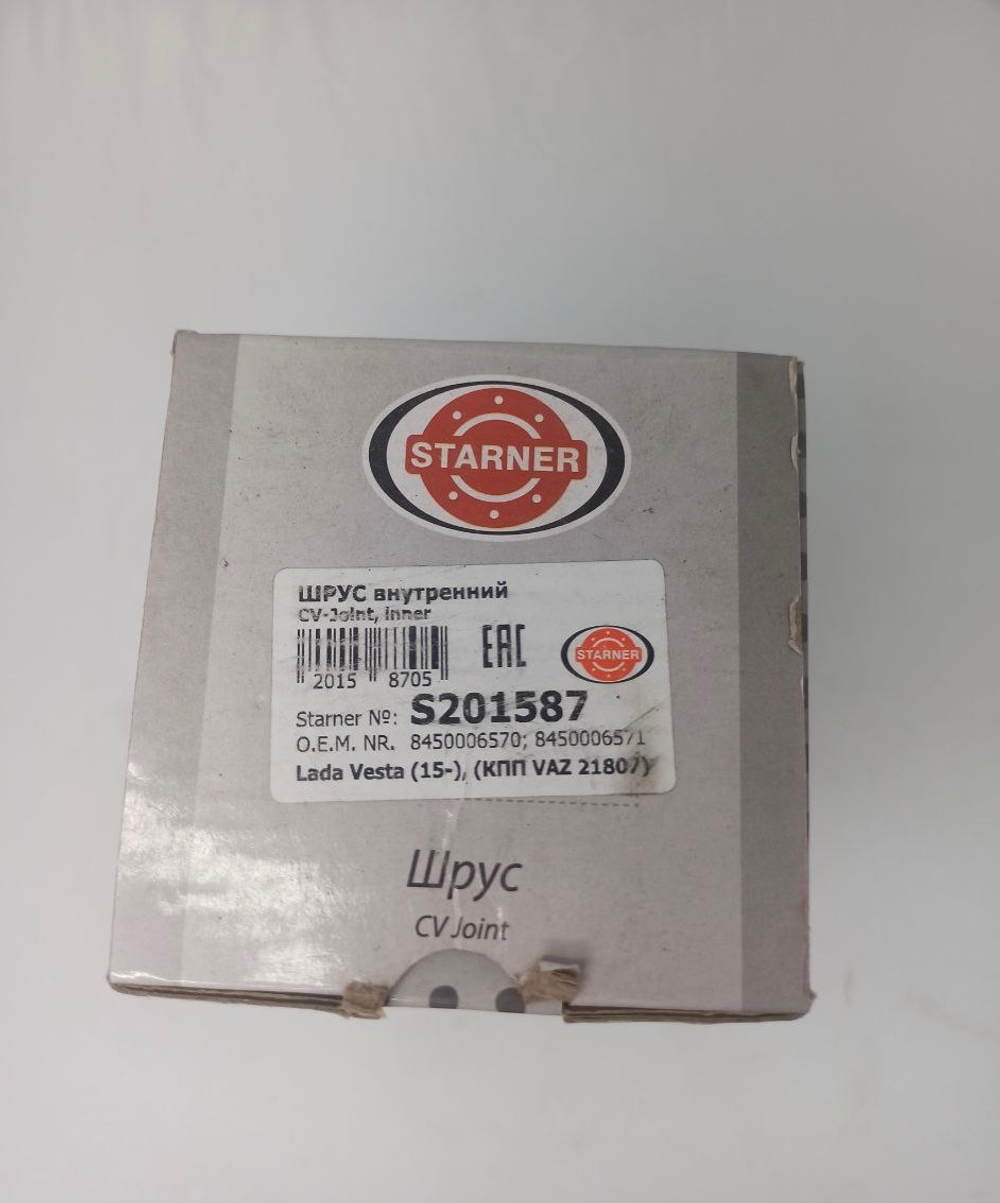 STARNER
ШРУС внутренний
CV-Joint, inner
2015 8705
EAC
STARNER
Starner №: S201587
O.E.M. NR. 8450006570; 8450006571
Lada Vesta (15-), (КПП VAZ 21807)
Шрус
CV Joint